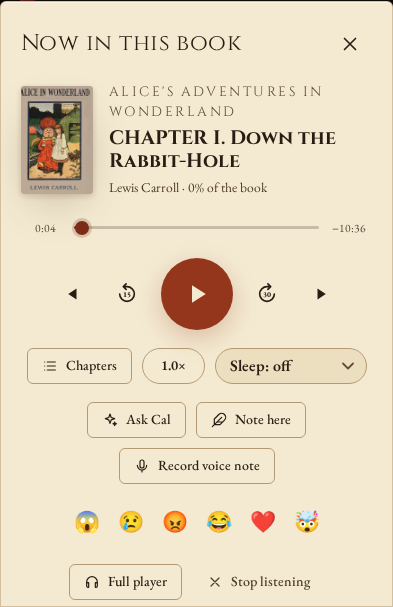 Now in this book
ALICE IN WONDERLAND
LEWIS CARROLL
ALICE'S ADVENTURES IN
WONDERLAND
CHAPTER I. Down the
Rabbit-Hole
Lewis Carroll · 0% of the book
0:04
−10:36
15
30
Chapters
1.0×
Sleep: off
Ask Cal
Note here
Record voice note
Full player
Stop listening